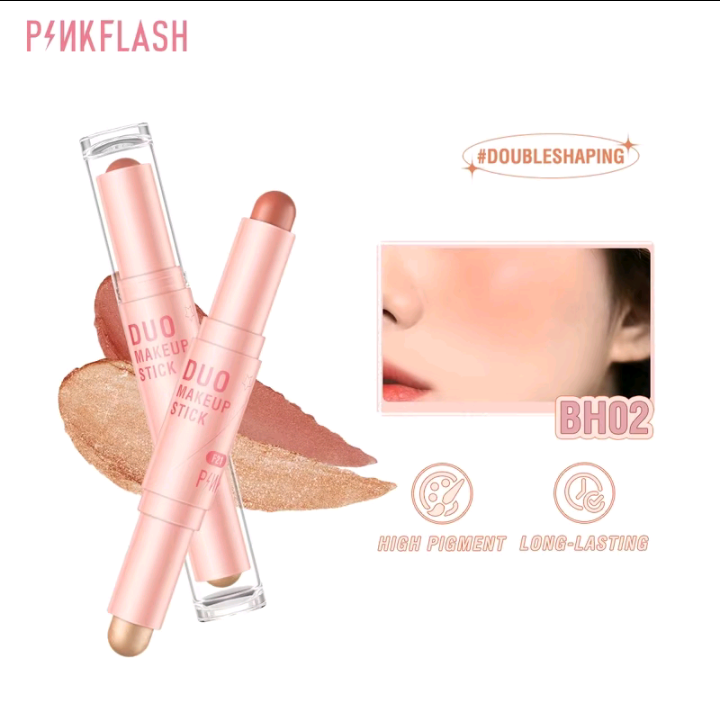 PINKFLASH
#DOUBLESHAPING
DUO
MAKEUP
STICK
DUO
MAKEUP
STICK
BH02
HIGH PIGMENT
LONG-LASTING